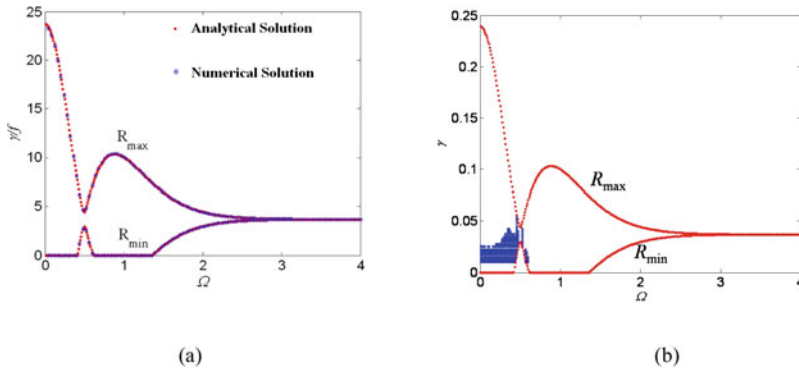 25
20
15
10
5
0
γ/f
Analytical Solution
Numerical Solution
R_max
R_min
0 1 2 3 4
Ω
(a)
0.25
0.2
0.15
0.1
0.05
0
γ
R_max
R_min
0 1 2 3 4
Ω
(b)